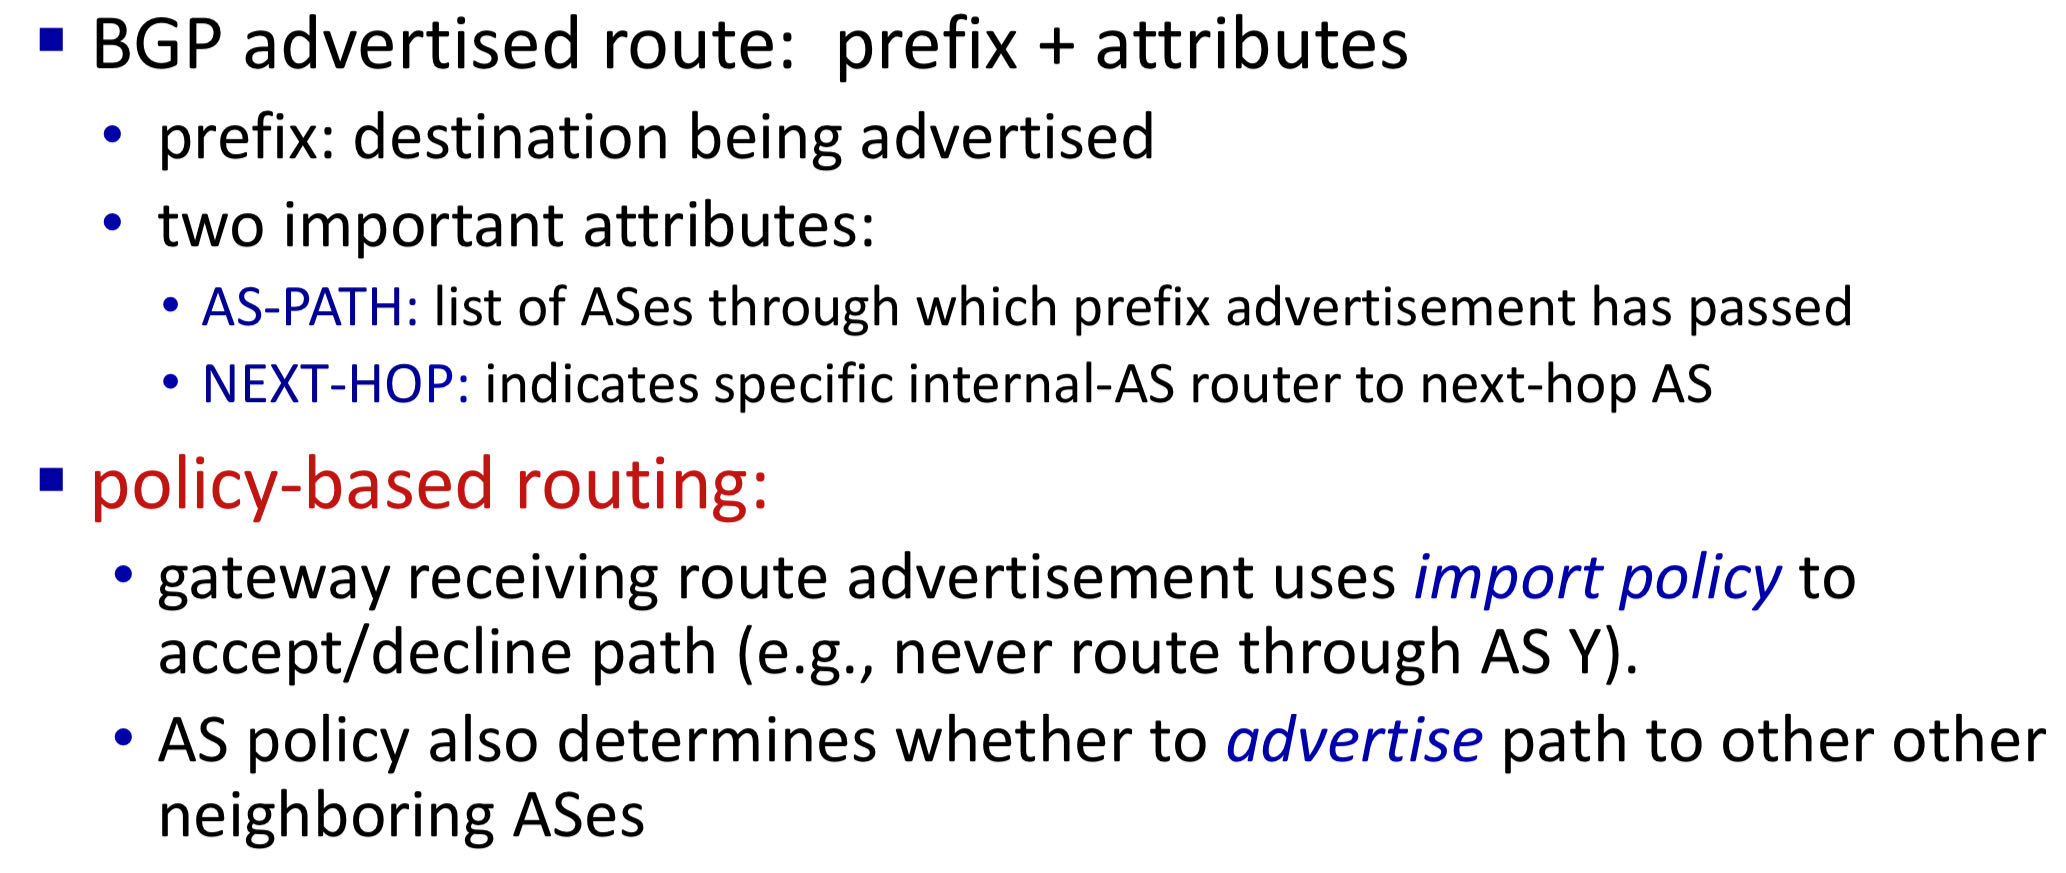 ▪ BGP advertised route: prefix + attributes
• prefix: destination being advertised
• two important attributes:
• AS-PATH: list of ASes through which prefix advertisement has passed
• NEXT-HOP: indicates specific internal-AS router to next-hop AS
▪ policy-based routing:
• gateway receiving route advertisement uses import policy to
accept/decline path (e.g., never route through AS Y).
• AS policy also determines whether to advertise path to other other
neighboring ASes